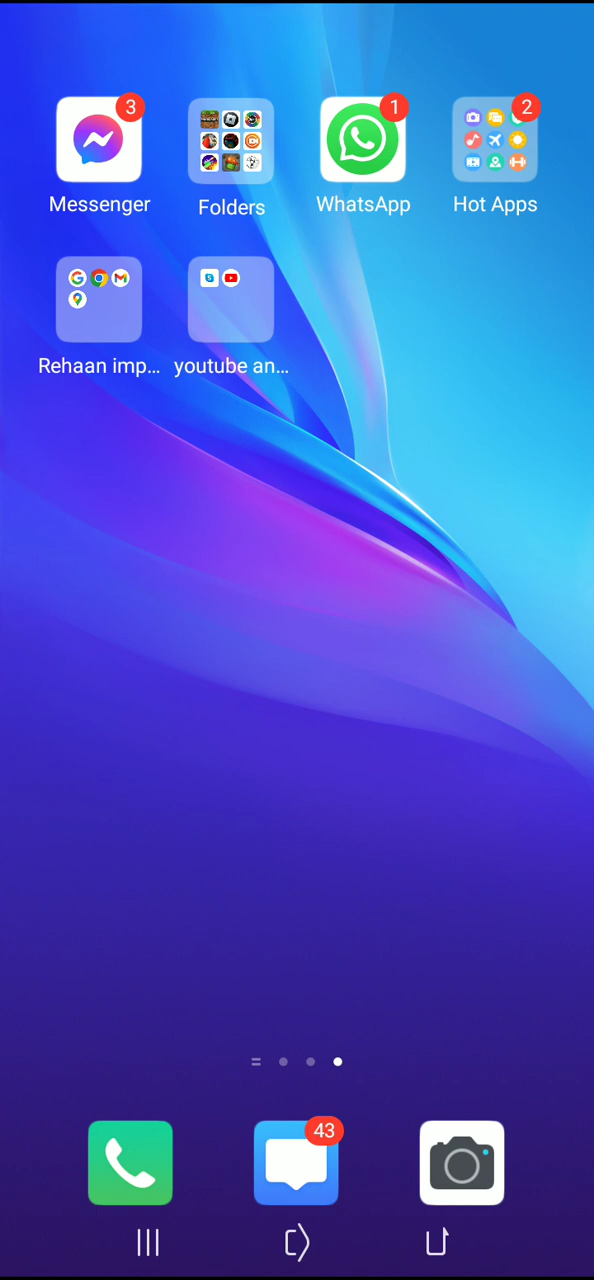 3
1
2
Messenger
Folders
WhatsApp
Hot Apps
Rehaan imp...
youtube an...
43